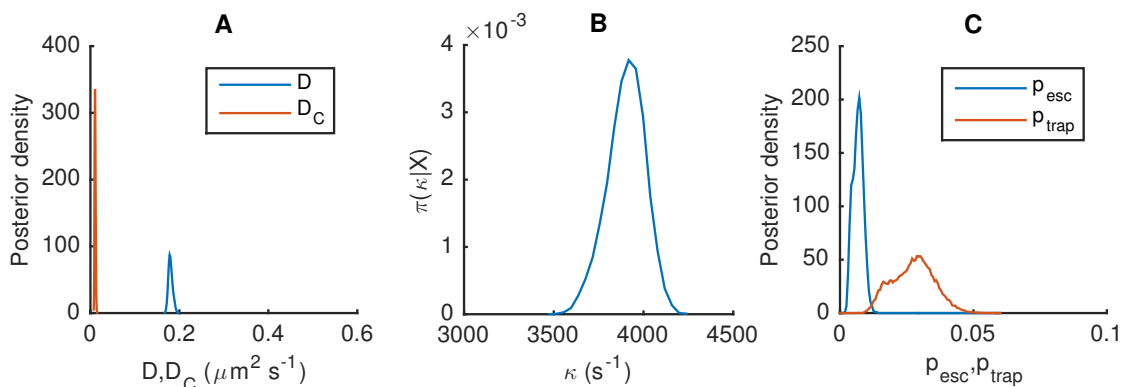 A
Posterior density
400
300
200
100
0
D
D_C
0 0.2 0.4 0.6
D,D_C (μm² s⁻¹)
B
×10⁻³
π(κ|X)
4
3
2
1
0
3000 3500 4000 4500
κ (s⁻¹)
C
Posterior density
250
200
150
100
50
0
p_esc
p_trap
0 0.05 0.1
p_esc,p_trap